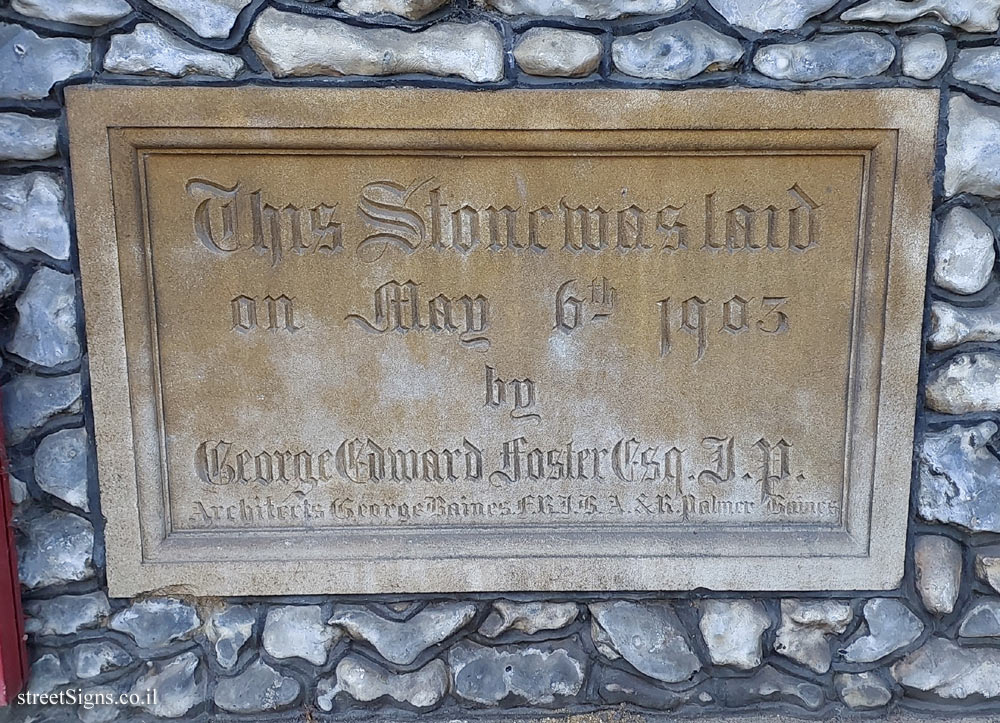 This Stone was laid
on May 6th 1903
by
George Edward Foster Esq. J.P.
Architects George Baines. F.R.I.B.A. & R. Palmer Baines
streetSigns.co.il